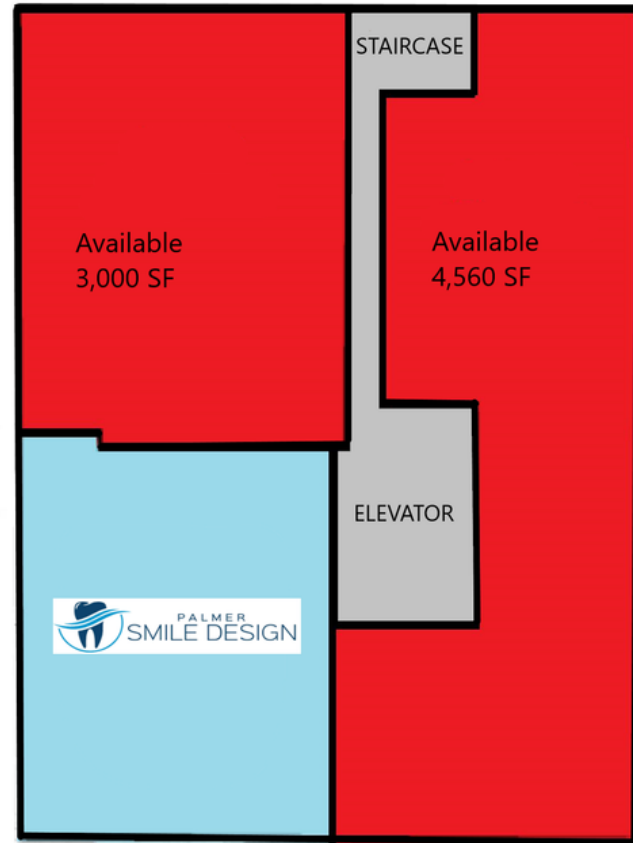 STAIRCASE
Available
3,000 SF
Available
4,560 SF
ELEVATOR
PALMER
SMILE DESIGN